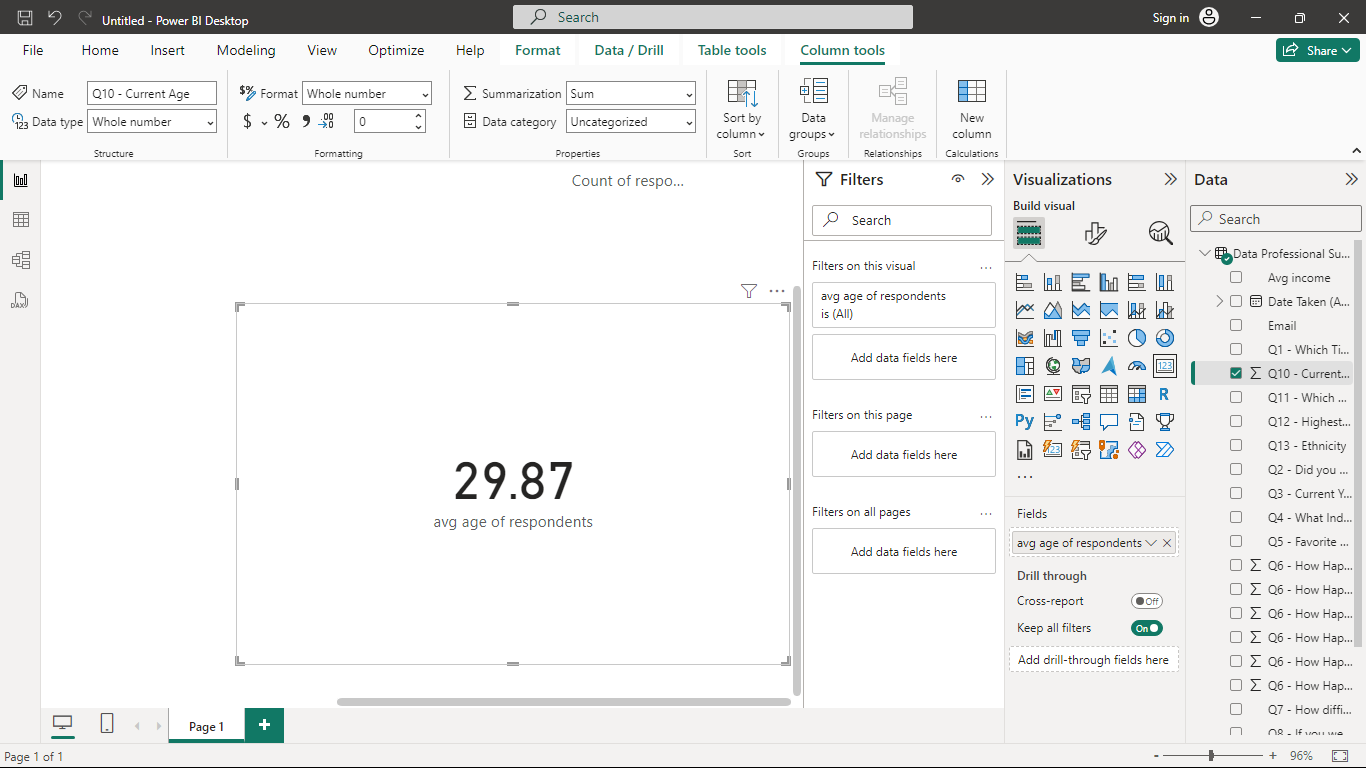 Untitled - Power BI Desktop
Search
Sign in
File Home Insert Modeling View Optimize Help Format Data / Drill Table tools Column tools
Share
Name Q10 - Current Age
Data type Whole number
Structure
Format Whole number
$ % 9 .00 0
Formatting
Summarization Sum
Data category Uncategorized
Properties
Sort by
column
Sort
Data
groups
Groups
Manage
relationships
Relationships
New
column
Calculations
Count of respo...
29.87
avg age of respondents
Filters
Search
Filters on this visual ...
avg age of respondents
is (All)
Add data fields here
Filters on this page ...
Add data fields here
Filters on all pages ...
Add data fields here
Visualizations
Build visual
123
R
Py
123
...
Fields
avg age of respondents
Drill through
Cross-report Off
Keep all filters On
Add drill-through fields here
Data
Search
Data Professional Su...
Avg income
Date Taken (A...
Email
Q1 - Which Ti...
Q10 - Current...
Q11 - Which ...
Q12 - Highest...
Q13 - Ethnicity
Q2 - Did you ...
Q3 - Current Y...
Q4 - What Ind...
Q5 - Favorite ...
Q6 - How Hap...
Q6 - How Hap...
Q6 - How Hap...
Q6 - How Hap...
Q6 - How Hap...
Q6 - How Hap...
Q7 - How diffi...
Q8 - If you we...
DAX
Page 1
+
Page 1 of 1
- + 96%